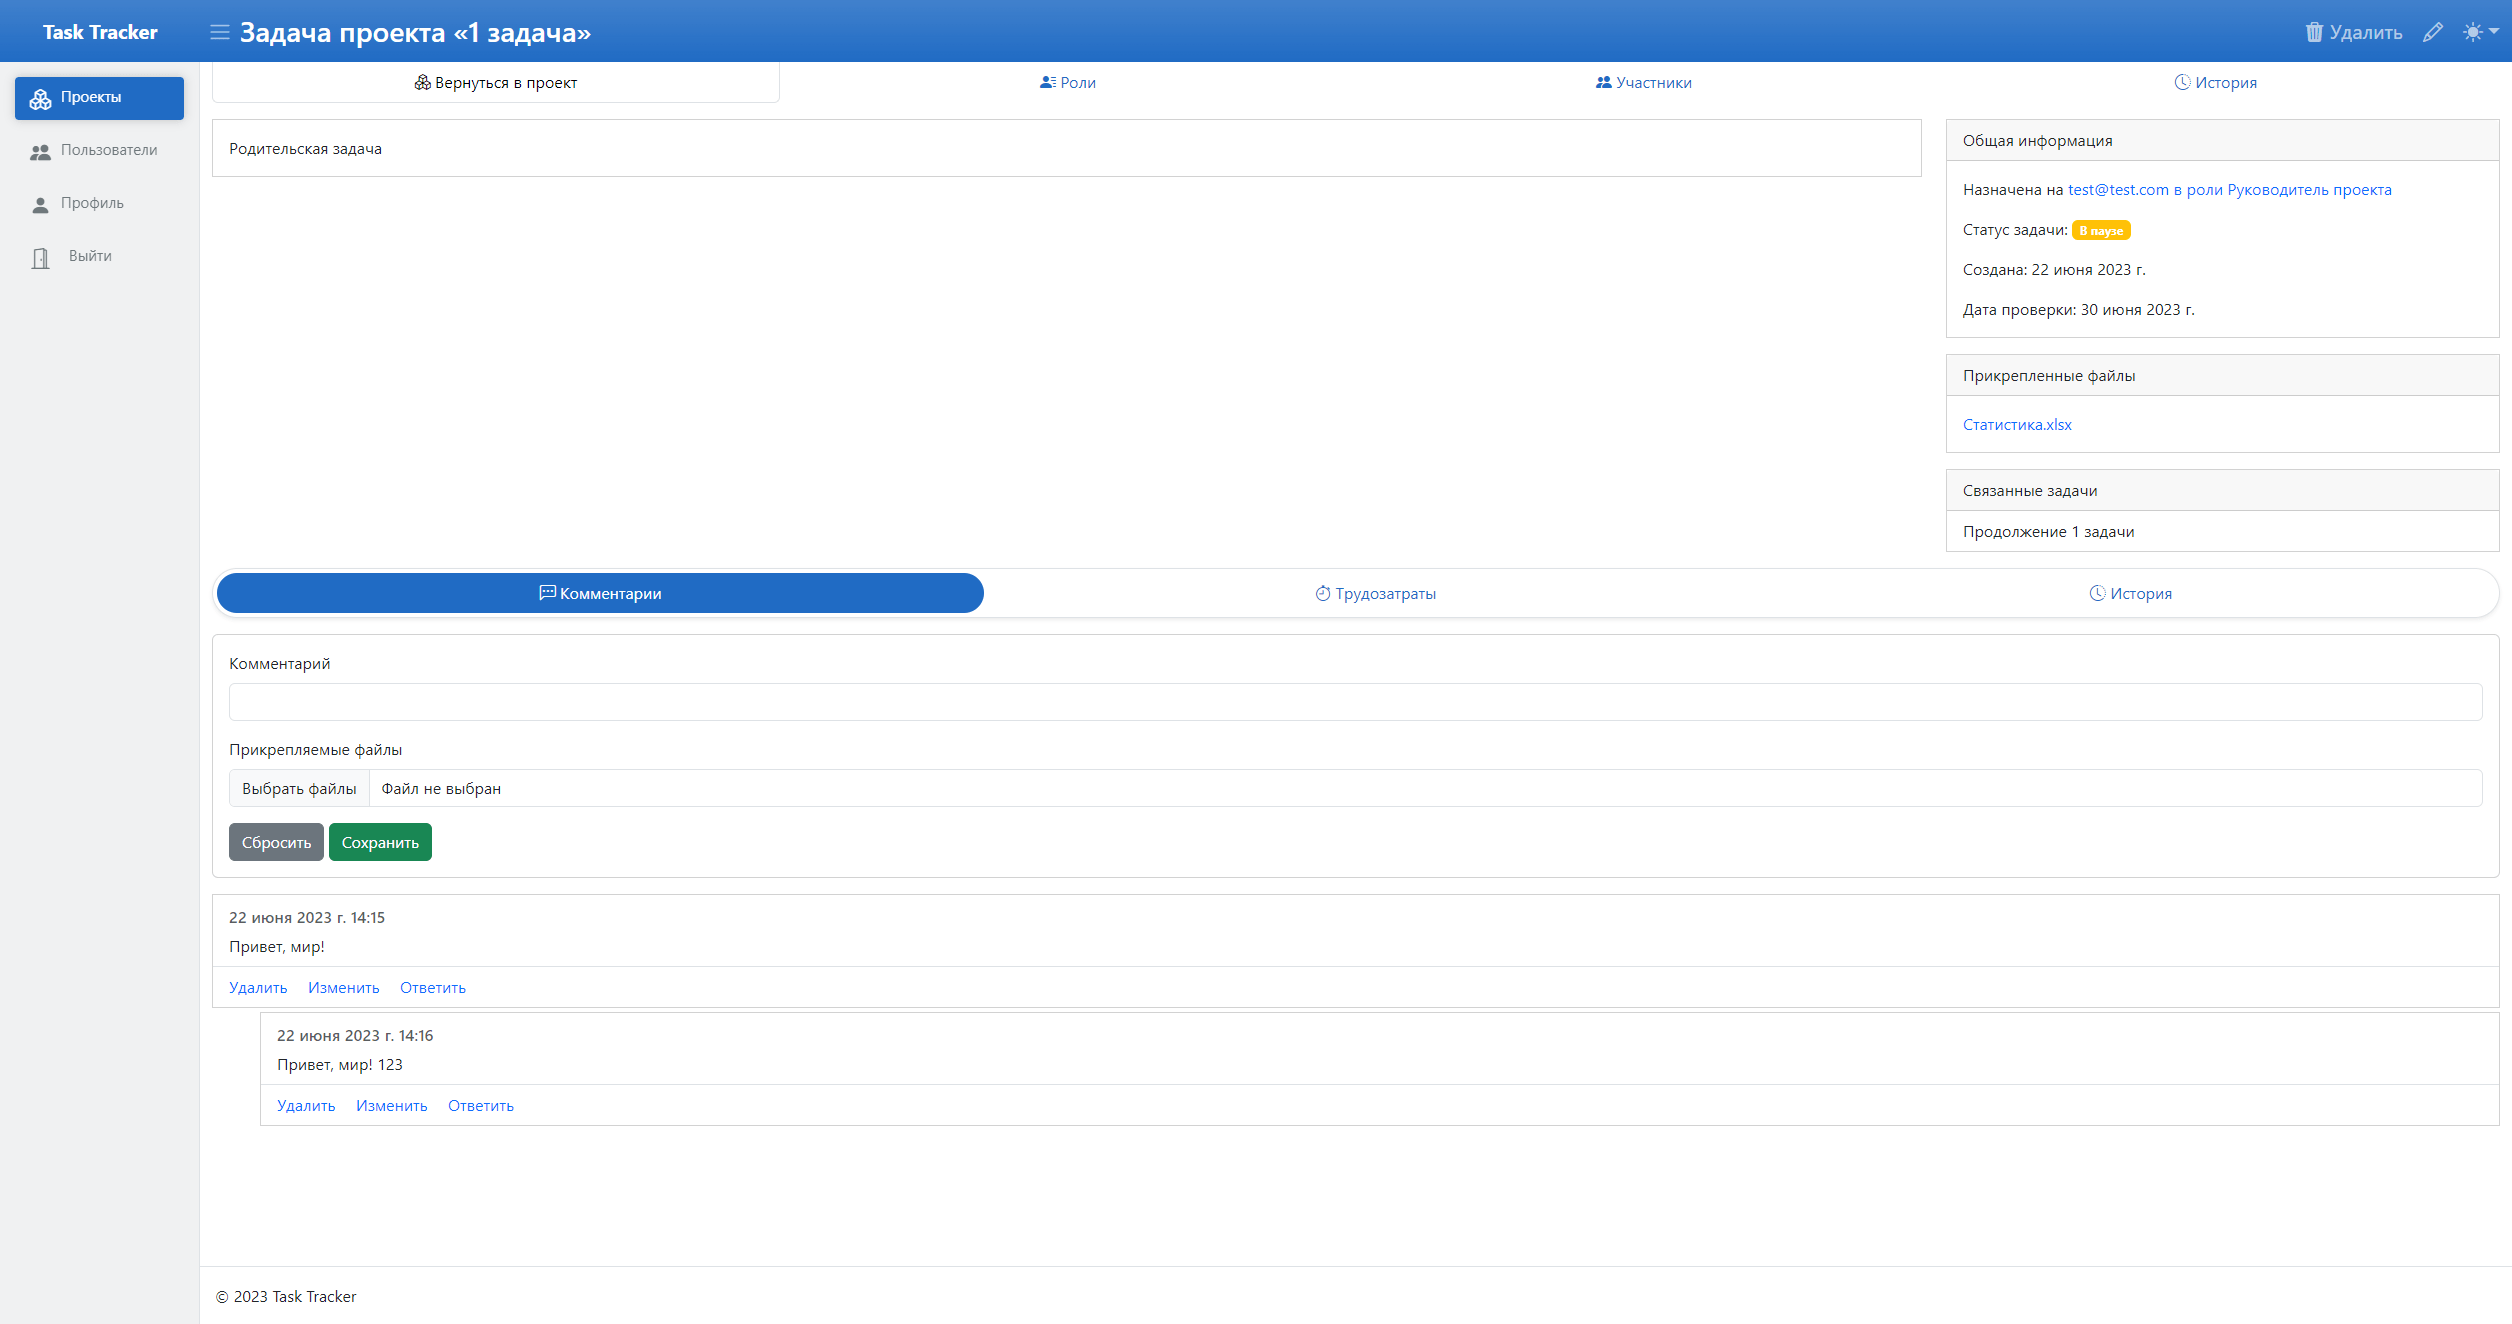 Task Tracker
Задача проекта «1 задача»
Удалить
Проекты
Пользователи
Профиль
Выйти
Вернуться в проект
Роли
Участники
История
Родительская задача
Общая информация
Назначена на test@test.com в роли Руководитель проекта
Статус задачи: В паузе
Создана: 22 июня 2023 г.
Дата проверки: 30 июня 2023 г.
Прикрепленные файлы
Статистика.xlsx
Связанные задачи
Продолжение 1 задачи
Комментарии
Трудозатраты
История
Комментарий
Прикрепляемые файлы
Выбрать файлы Файл не выбран
Сбросить Сохранить
22 июня 2023 г. 14:15
Привет, мир!
Удалить Изменить Ответить
22 июня 2023 г. 14:16
Привет, мир! 123
Удалить Изменить Ответить
© 2023 Task Tracker